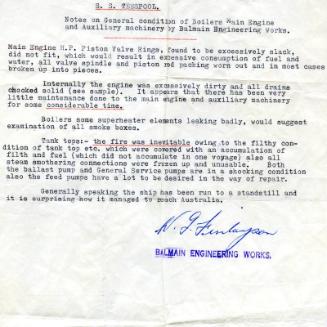 S. S. TEESPOOL.
Notes on General condition of Boilers Main Engine
and Auxiliary machinery by Balmain Engineering Works.
Main Engine H.P. Piston Valve Rings, found to be excessively slack,
did not fit, which would result in excessive consumption of fuel and
water, all valve spindles and piston rod packing worn out and in most cases
broken up into pieces.
Internally the engine was excessively dirty and all drains
chocked solid (see sample). It appears that there has been very
little maintenance done to the main engine and auxiliary machinery
for some considerable time.
Boilers some superheater elements leaking badly, would suggest
examination of all smoke boxes.
Tank tops:- the fire was inevitable owing to the filthy con-
dition of tank top etc. which were covered with an accumulation of
filth and fuel (which did not accumulate in one voyage) also all
steam smothering connections were frozen up and unusable. Both
the ballast pump and General Service pumps are in a shocking condition
also the feed pumps have a lot to be desired in the way of repair.
Generally speaking the ship has been run to a standstill and
it is surprising how it managed to reach Australia.
BALMAIN ENGINEERING WORKS.